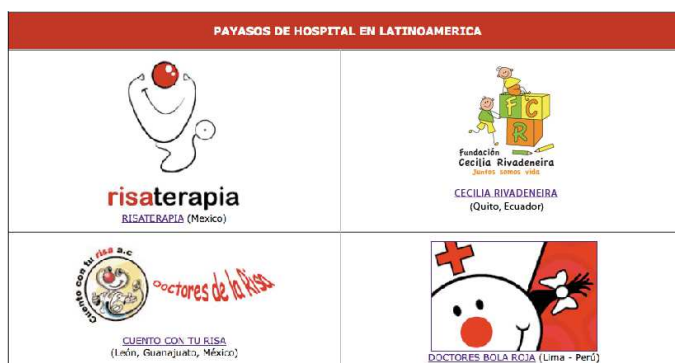 PAYASOS DE HOSPITAL EN LATINOAMERICA
risaterapia
RISATERAPIA (Mexico)
F C
R
Fundación
Cecilia Rivadeneira
Juntos somos vida
CECILIA RIVADENEIRA
(Quito, Ecuador)
Cuento con tu risa a.c
Doctores de la Risa
CUENTO CON TU RISA
(León, Guanajuato, México)
DOCTORES BOLA ROJA (Lima - Perú)